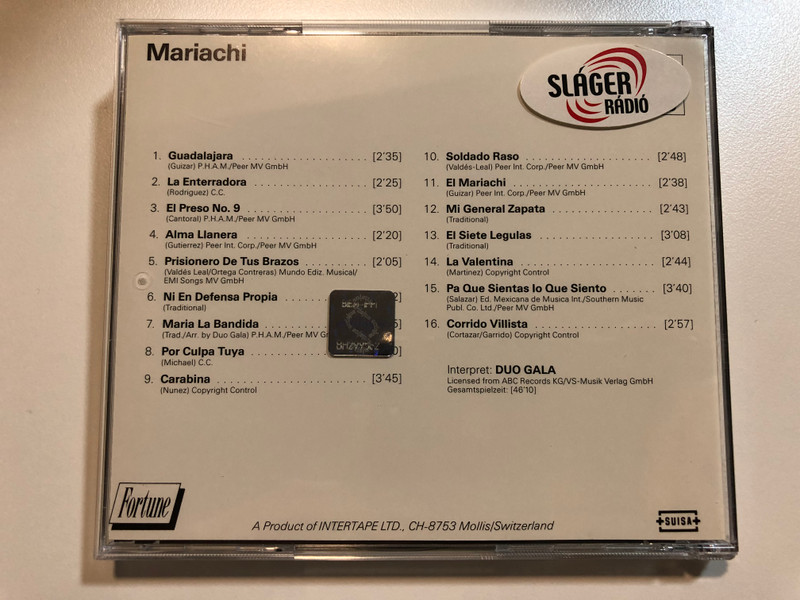 Mariachi
SLÁGER
RÁDIÓ
1. Guadalajara . . . . . . . . . . . . . . . . . . . . [2'35]
(Guizar) P.H.A.M./Peer MV GmbH
2. La Enterradora . . . . . . . . . . . . . . . . . . [2'25]
(Rodriguez) C.C.
3. El Preso No. 9 . . . . . . . . . . . . . . . . . . . [3'50]
(Cantoral) P.H.A.M./Peer MV GmbH
4. Alma Llanera . . . . . . . . . . . . . . . . . . . [2'20]
(Gutierrez) Peer Int. Corp./Peer MV GmbH
5. Prisionero De Tus Brazos . . . . . . . . . . [2'05]
(Valdés Leal/Ortega Contreras) Mundo Ediz. Musical/
EMI Songs MV GmbH
6. Ni En Defensa Propia . . . . . 2]
(Traditional)
7. Maria La Bandida . . . . . . . . . 5]
(Trad./Arr. by Duo Gala) P.H.A.M./Peer MV
8. Por Culpa Tuya . . . . . . . . . . . . 0]
(Michael) C.C.
9. Carabina . . . . . . . . . . . . . . . . . . . . . . [3'45]
(Nunez) Copyright Control
10. Soldado Raso . . . . . . . . . . . . . . . . . . [2'48]
(Valdés-Leal) Peer Int. Corp./Peer MV GmbH
11. El Mariachi . . . . . . . . . . . . . . . . . . . . [2'38]
(Guizar) Peer Int. Corp./Peer MV GmbH
12. Mi General Zapata . . . . . . . . . . . . . . [2'43]
(Traditional)
13. El Siete Legulas . . . . . . . . . . . . . . . . [3'08]
(Traditional)
14. La Valentina . . . . . . . . . . . . . . . . . . . [2'44]
(Martinez) Copyright Control
15. Pa Que Sientas lo Que Siento . . . . . . . [3'40]
(Salazar) Ed. Mexicana de Musica Int./Southern Music
Publ. Co. Ltd./Peer MV GmbH
16. Corrido Villista . . . . . . . . . . . . . . . . . [2'57]
(Cortazar/Garrido) Copyright Control
Interpret: DUO GALA
Licensed from ABC Records KG/VS-Musik Verlag GmbH
Gesamtspielzeit: [46'10]
Fortune
A Product of INTERTAPE LTD., CH-8753 Mollis/Switzerland
SUISA